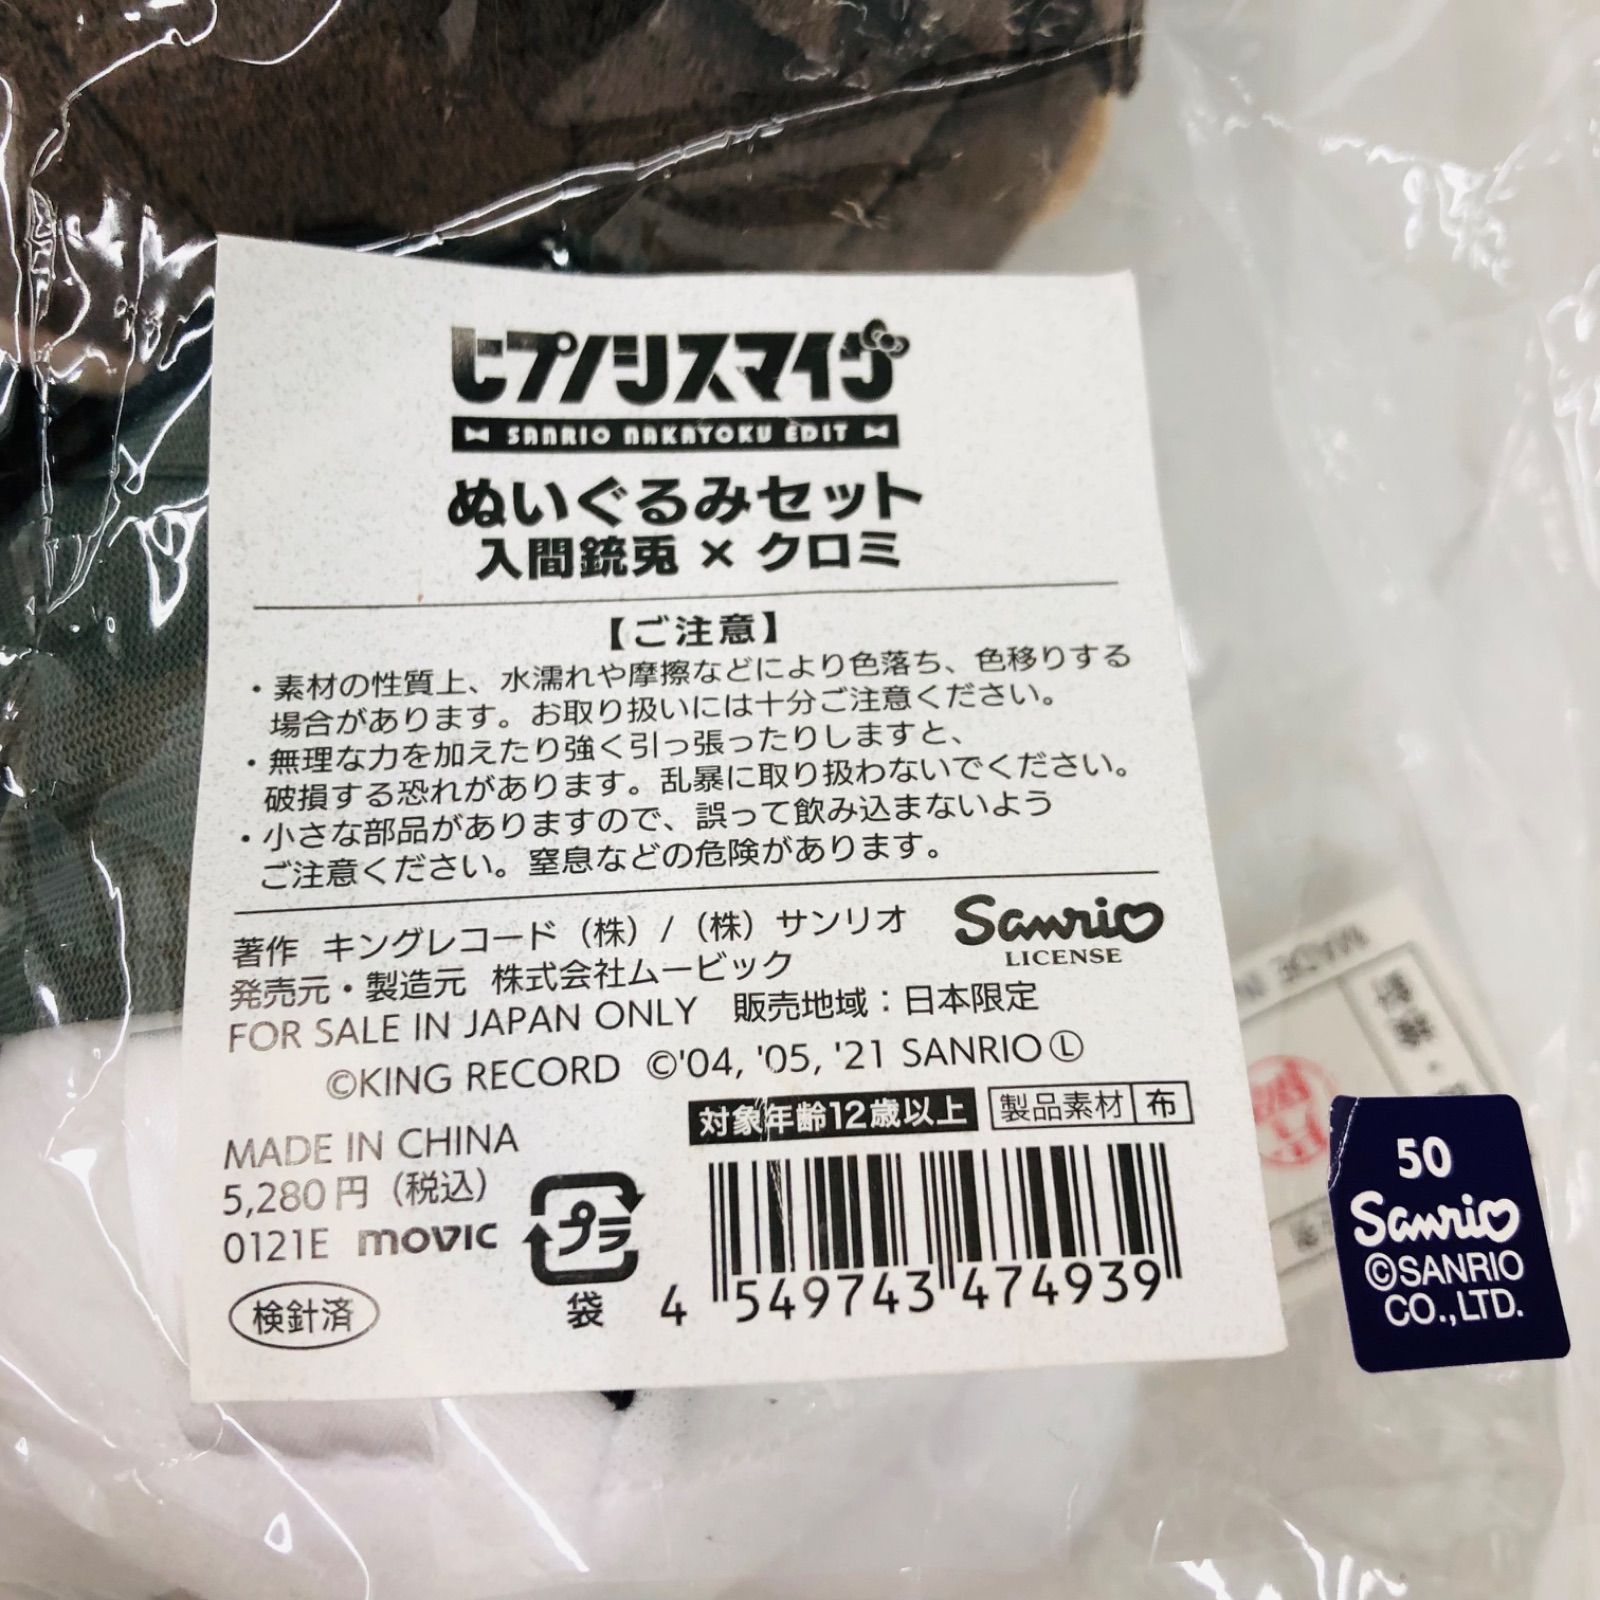 ヒプノシスマイク
SANRIO NAKAYOKU EDIT
ぬいぐるみセット
入間銃兎 × クロミ
【ご注意】
・素材の性質上、水濡れや摩擦などにより色落ち、色移りする
場合があります。お取り扱いには十分ご注意ください。
・無理な力を加えたり強く引っ張ったりしますと、
破損する恐れがあります。乱暴に取り扱わないでください。
・小さな部品がありますので、誤って飲み込まないよう
ご注意ください。窒息などの危険があります。
著作 キングレコード（株）/（株）サンリオ
Sanrio
LICENSE
発売元・製造元 株式会社ムービック
FOR SALE IN JAPAN ONLY 販売地域：日本限定
©KING RECORD ©'04, '05, '21 SANRIO Ⓛ
対象年齢12歳以上 製品素材 布
MADE IN CHINA
5,280円（税込）
0121E movic
検針済
プラ
袋
4 549743 474939
50
Sanrio
©SANRIO
CO.,LTD.
MADE IN